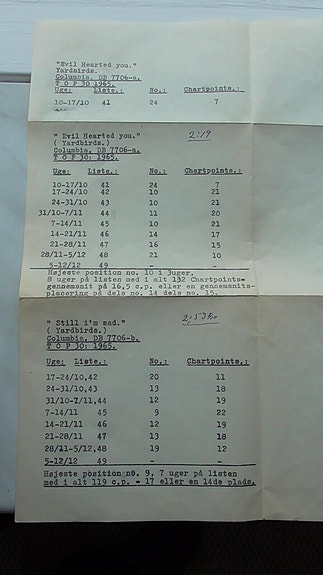 "Evil Hearted you."
Yardbirds.
Columbia. DB 7706-a.
T O P 30 1965.
Uge: Liste.: No.: Chartpoints.:
10-17/10 41 24 7
" Evil Hearted you." 2:19
( Yardbirds.)
Columbia. DB 7706-a.
T O P 30: 1965.
Uge: Liste.: No.: Chartpoints.:
10-17/10 41 24 7
17-24/10 42 10 21
24-31/10 43 10 21
31/10-7/11 44 11 20
7-14/11 45 10 21
14-21/11 46 14 17
21-28/11 47 16 15
28/11-5/12 48 21 10
5-12/12 49 - -
Højeste position no. 10 i 3uger.
8 uger på listen med i alt 132 Chartpoints=
gennemsnit på 16,5 c.p. eller en gennemsnits-
placering på dels no. 14 dels no. 15.
" Still i'm sad."
( Yardbirds.)
Columbia. DB 7706-b.
T O P 30: 1965.
Uge: Liste.: No.: Chartpoints.:
17-24/10,42 20 11
24-31/10,43 13 18
31/10-7/11,44 12 19
7-14/11 45 9 22
14-21/11 46 12 19
21-28/11 47 13 18
28/11-5/12,48 19 12
5-12/12 49 - -
Højeste position no. 9, 7 uger på listen
med i alt 119 c.p. = 17 eller en 14de plads.